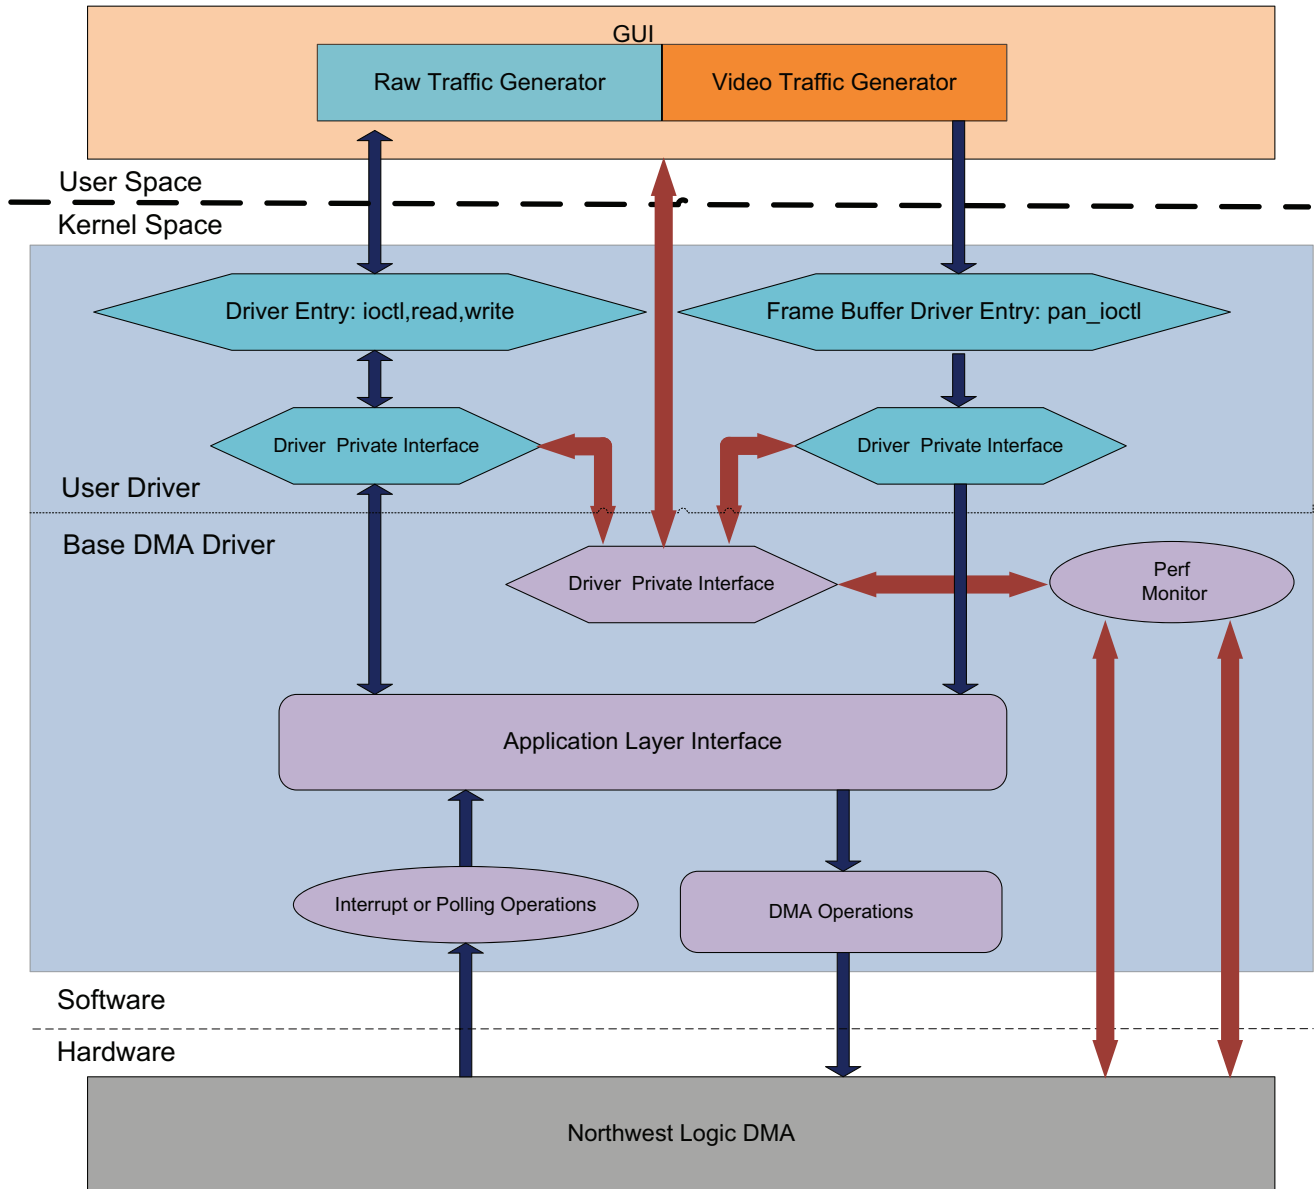 GUI
Raw Traffic Generator
Video Traffic Generator
User Space
Kernel Space
Driver Entry: ioctl,read,write
Frame Buffer Driver Entry: pan_ioctl
Driver Private Interface
Driver Private Interface
User Driver
Base DMA Driver
Driver Private Interface
Perf
Monitor
Application Layer Interface
Interrupt or Polling Operations
DMA Operations
Software
Hardware
Northwest Logic DMA